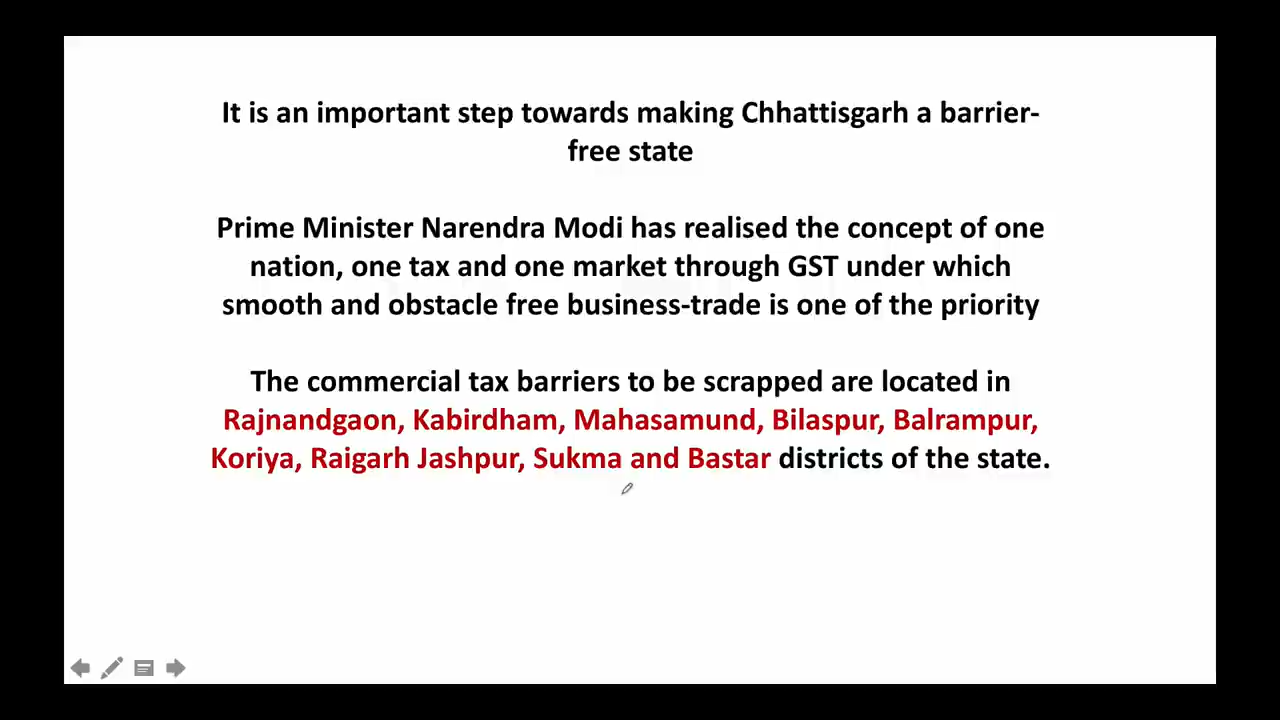 It is an important step towards making Chhattisgarh a barrier-
free state
Prime Minister Narendra Modi has realised the concept of one
nation, one tax and one market through GST under which
smooth and obstacle free business-trade is one of the priority
The commercial tax barriers to be scrapped are located in
Rajnandgaon, Kabirdham, Mahasamund, Bilaspur, Balrampur,
Koriya, Raigarh Jashpur, Sukma and Bastar districts of the state.